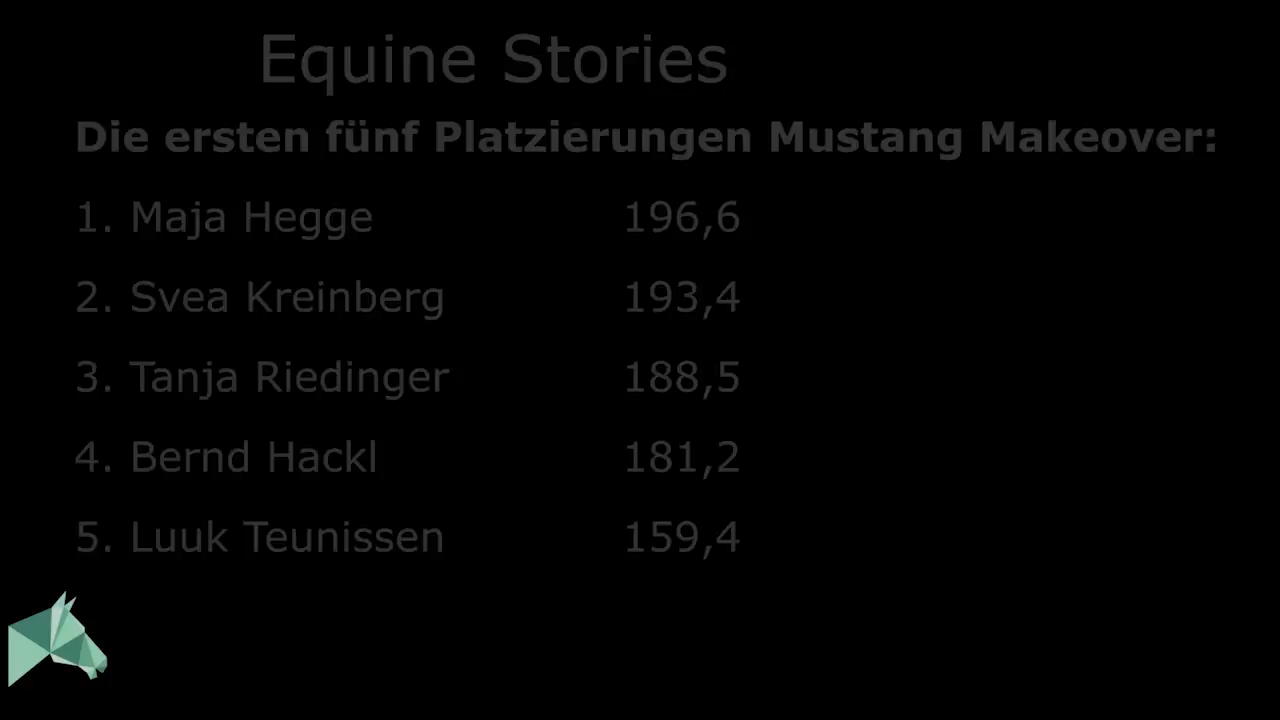 Equine Stories
Die ersten fünf Platzierungen Mustang Makeover:
1. Maja Hegge 196,6
2. Svea Kreinberg 193,4
3. Tanja Riedinger 188,5
4. Bernd Hackl 181,2
5. Luuk Teunissen 159,4